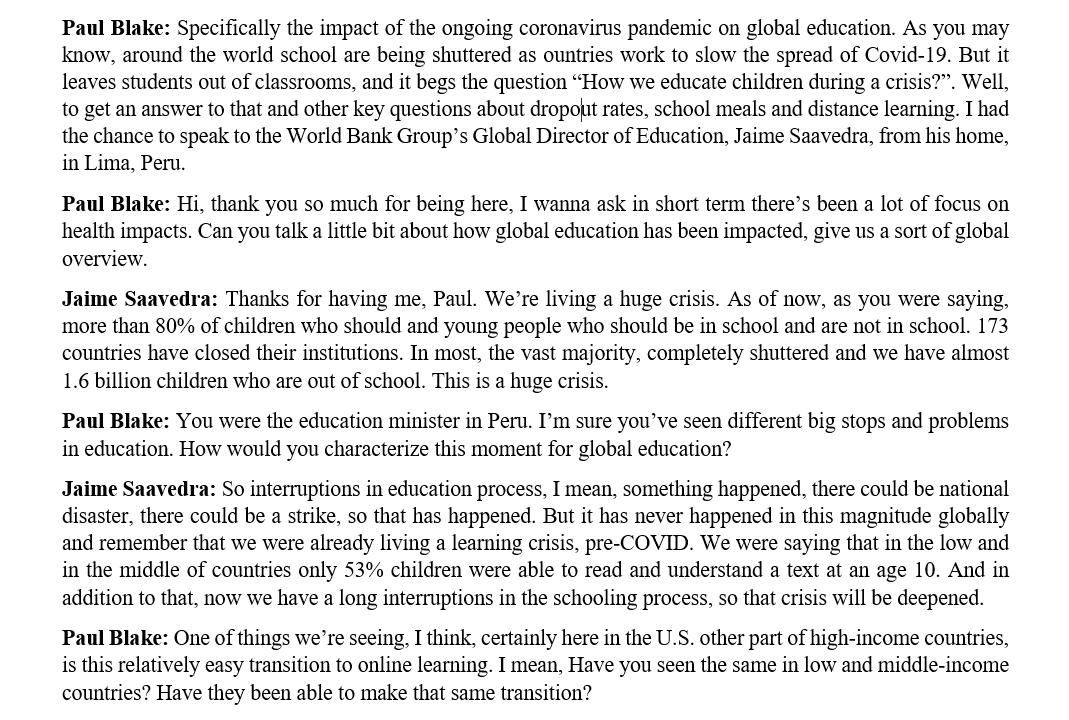 Paul Blake: Specifically the impact of the ongoing coronavirus pandemic on global education. As you may
know, around the world school are being shuttered as ountries work to slow the spread of Covid-19. But it
leaves students out of classrooms, and it begs the question “How we educate children during a crisis?”. Well,
to get an answer to that and other key questions about dropout rates, school meals and distance learning. I had
the chance to speak to the World Bank Group’s Global Director of Education, Jaime Saavedra, from his home,
in Lima, Peru.
Paul Blake: Hi, thank you so much for being here, I wanna ask in short term there’s been a lot of focus on
health impacts. Can you talk a little bit about how global education has been impacted, give us a sort of global
overview.
Jaime Saavedra: Thanks for having me, Paul. We’re living a huge crisis. As of now, as you were saying,
more than 80% of children who should and young people who should be in school and are not in school. 173
countries have closed their institutions. In most, the vast majority, completely shuttered and we have almost
1.6 billion children who are out of school. This is a huge crisis.
Paul Blake: You were the education minister in Peru. I’m sure you’ve seen different big stops and problems
in education. How would you characterize this moment for global education?
Jaime Saavedra: So interruptions in education process, I mean, something happened, there could be national
disaster, there could be a strike, so that has happened. But it has never happened in this magnitude globally
and remember that we were already living a learning crisis, pre-COVID. We were saying that in the low and
in the middle of countries only 53% children were able to read and understand a text at an age 10. And in
addition to that, now we have a long interruptions in the schooling process, so that crisis will be deepened.
Paul Blake: One of things we’re seeing, I think, certainly here in the U.S. other part of high-income countries,
is this relatively easy transition to online learning. I mean, Have you seen the same in low and middle-income
countries? Have they been able to make that same transition?